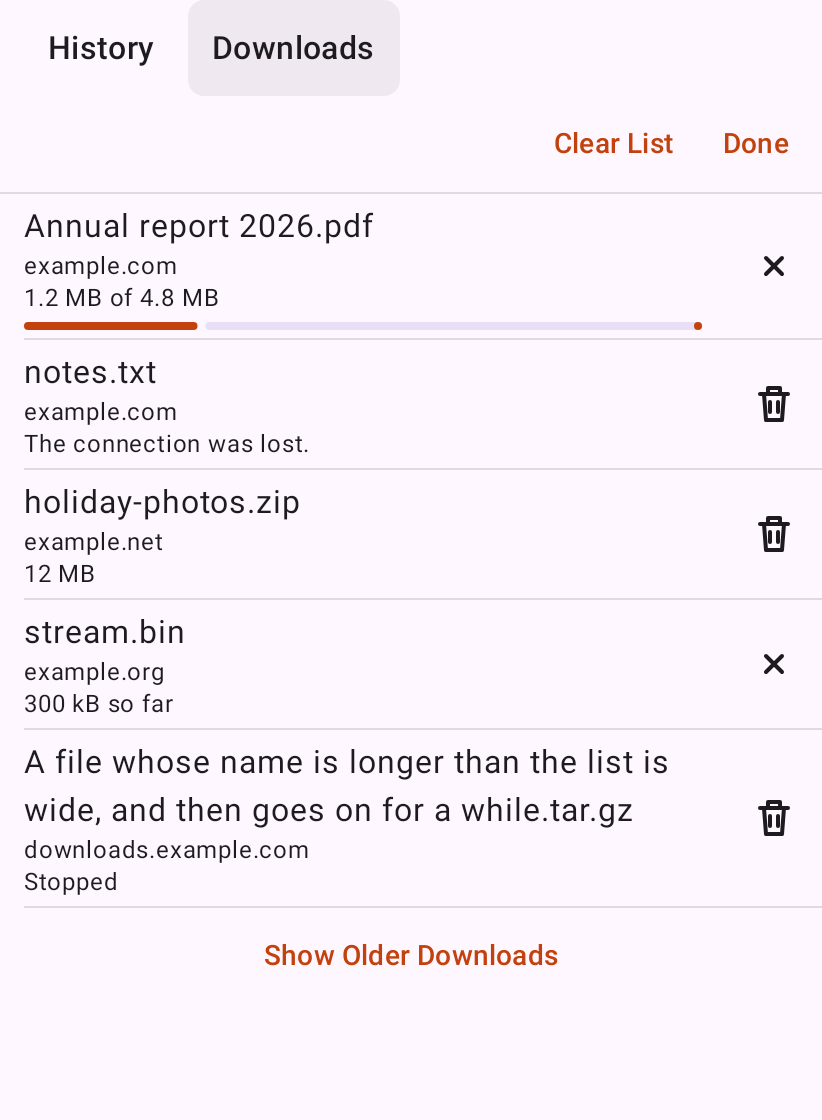 History Downloads
Clear List Done
Annual report 2026.pdf
example.com
1.2 MB of 4.8 MB
notes.txt
example.com
The connection was lost.
holiday-photos.zip
example.net
12 MB
stream.bin
example.org
300 kB so far
A file whose name is longer than the list is
wide, and then goes on for a while.tar.gz
downloads.example.com
Stopped
Show Older Downloads